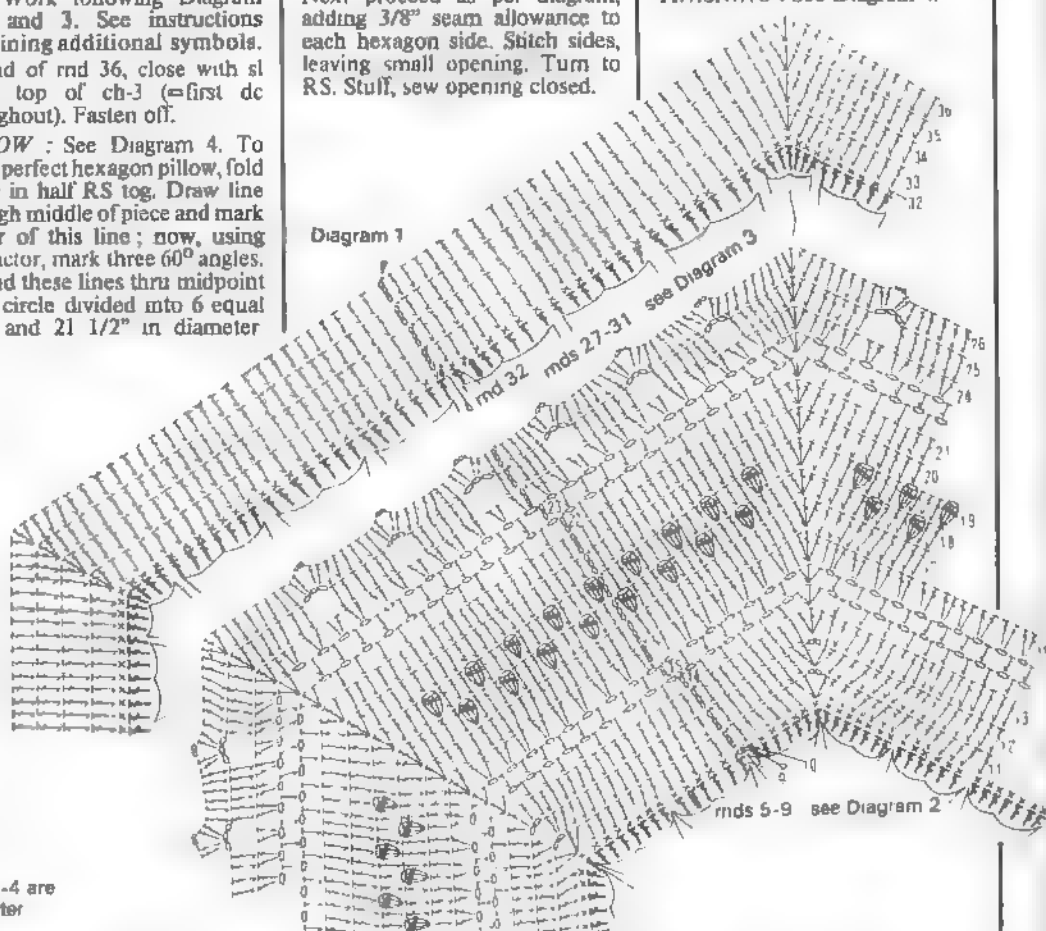 Work following Diagram
and 3. See instructions
ining additional symbols.
nd of rnd 36, close with sl
top of ch-3 (=first dc
ghout). Fasten off.
OW : See Diagram 4. To
perfect hexagon pillow, fold
in half RS tog. Draw line
gh middle of piece and mark
r of this line ; now, using
actor, mark three 60° angles.
nd these lines thru midpoint
circle divided into 6 equal
and 21 1/2" in diameter
Next proceed as per diagram,
adding 3/8" seam allowance to
each hexagon side. Stitch sides,
leaving small opening. Turn to
RS. Stuff, sew opening closed.
Diagram 1
36
35
34
33
32
rnd 32 rnds 27-31 see Diagram 3
26
25
24
23
21
20
19
18
15
14
13
12
11
rnds 5-9 see Diagram 2
-4 are
ter